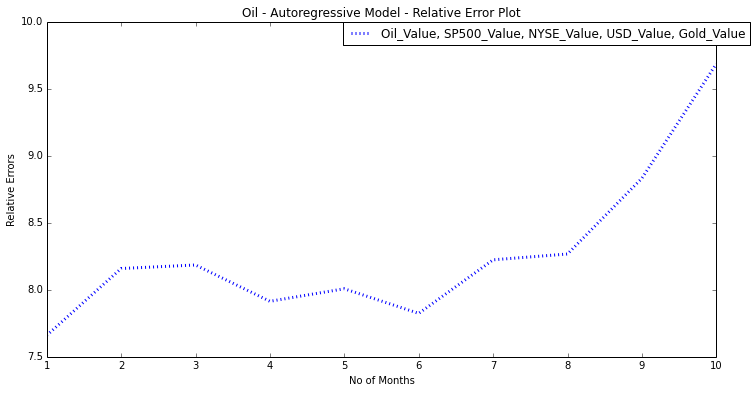 Oil - Autoregressive Model - Relative Error Plot
Oil_Value, SP500_Value, NYSE_Value, USD_Value, Gold_Value
10.0
9.5
9.0
8.5
8.0
7.5
Relative Errors
1 2 3 4 5 6 7 8 9 10
No of Months